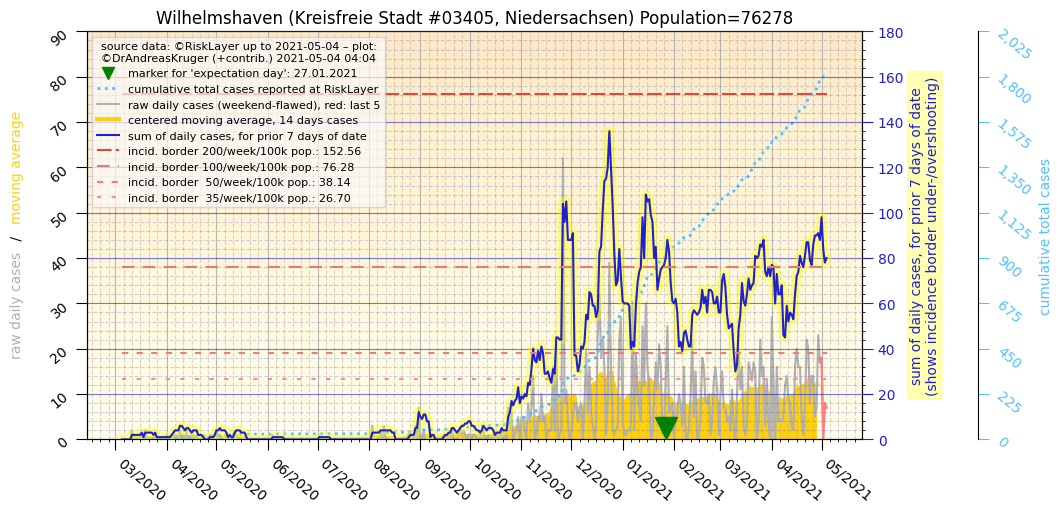 Wilhelmshaven (Kreisfreie Stadt #03405, Niedersachsen) Population=76278
source data: ©RiskLayer up to 2021-05-04 – plot:
©DrAndreasKruger (+contrib.) 2021-05-04 04:04
marker for 'expectation day': 27.01.2021
cumulative total cases reported at RiskLayer
raw daily cases (weekend-flawed), red: last 5
centered moving average, 14 days cases
sum of daily cases, for prior 7 days of date
incid. border 200/week/100k pop.: 152.56
incid. border 100/week/100k pop.: 76.28
incid. border 50/week/100k pop.: 38.14
incid. border 35/week/100k pop.: 26.70
raw daily cases / moving average
90
80
70
60
50
40
30
20
10
0
03/2020
04/2020
05/2020
06/2020
07/2020
08/2020
09/2020
10/2020
11/2020
12/2020
01/2021
02/2021
03/2021
04/2021
05/2021
180
160
140
120
100
80
60
40
20
0
sum of daily cases, for prior 7 days of date
(shows incidence border under-/overshooting)
2,025
1,800
1,575
1,350
1,125
900
675
450
225
0
cumulative total cases